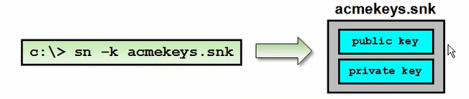 acmekeys.snk
c:\> sn -k acmekeys.snk
public key
private key